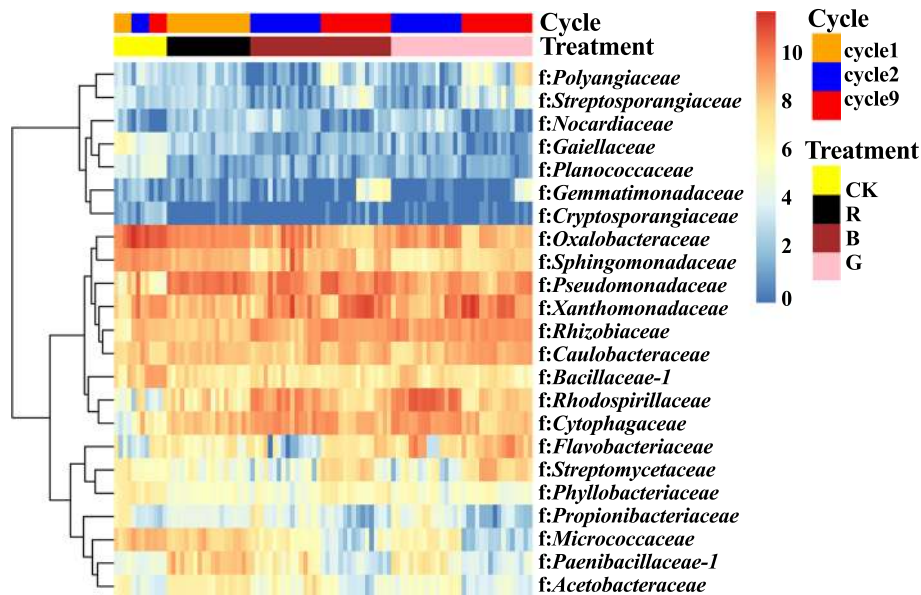 Cycle
Treatment
f:Polyangiaceae
f:Streptosporangiaceae
f:Nocardiaceae
f:Gaiellaceae
f:Planococcaceae
f:Gemmatimonadaceae
f:Cryptosporangiaceae
f:Oxalobacteraceae
f:Sphingomonadaceae
f:Pseudomonadaceae
f:Xanthomonadaceae
f:Rhizobiaceae
f:Caulobacteraceae
f:Bacillaceae-1
f:Rhodospirillaceae
f:Cytophagaceae
f:Flavobacteriaceae
f:Streptomycetaceae
f:Phyllobacteriaceae
f:Propionibacteriaceae
f:Micrococcaceae
f:Paenibacillaceae-1
f:Acetobacteraceae
10
8
6
4
2
0
Cycle
cycle1
cycle2
cycle9
Treatment
CK
R
B
G